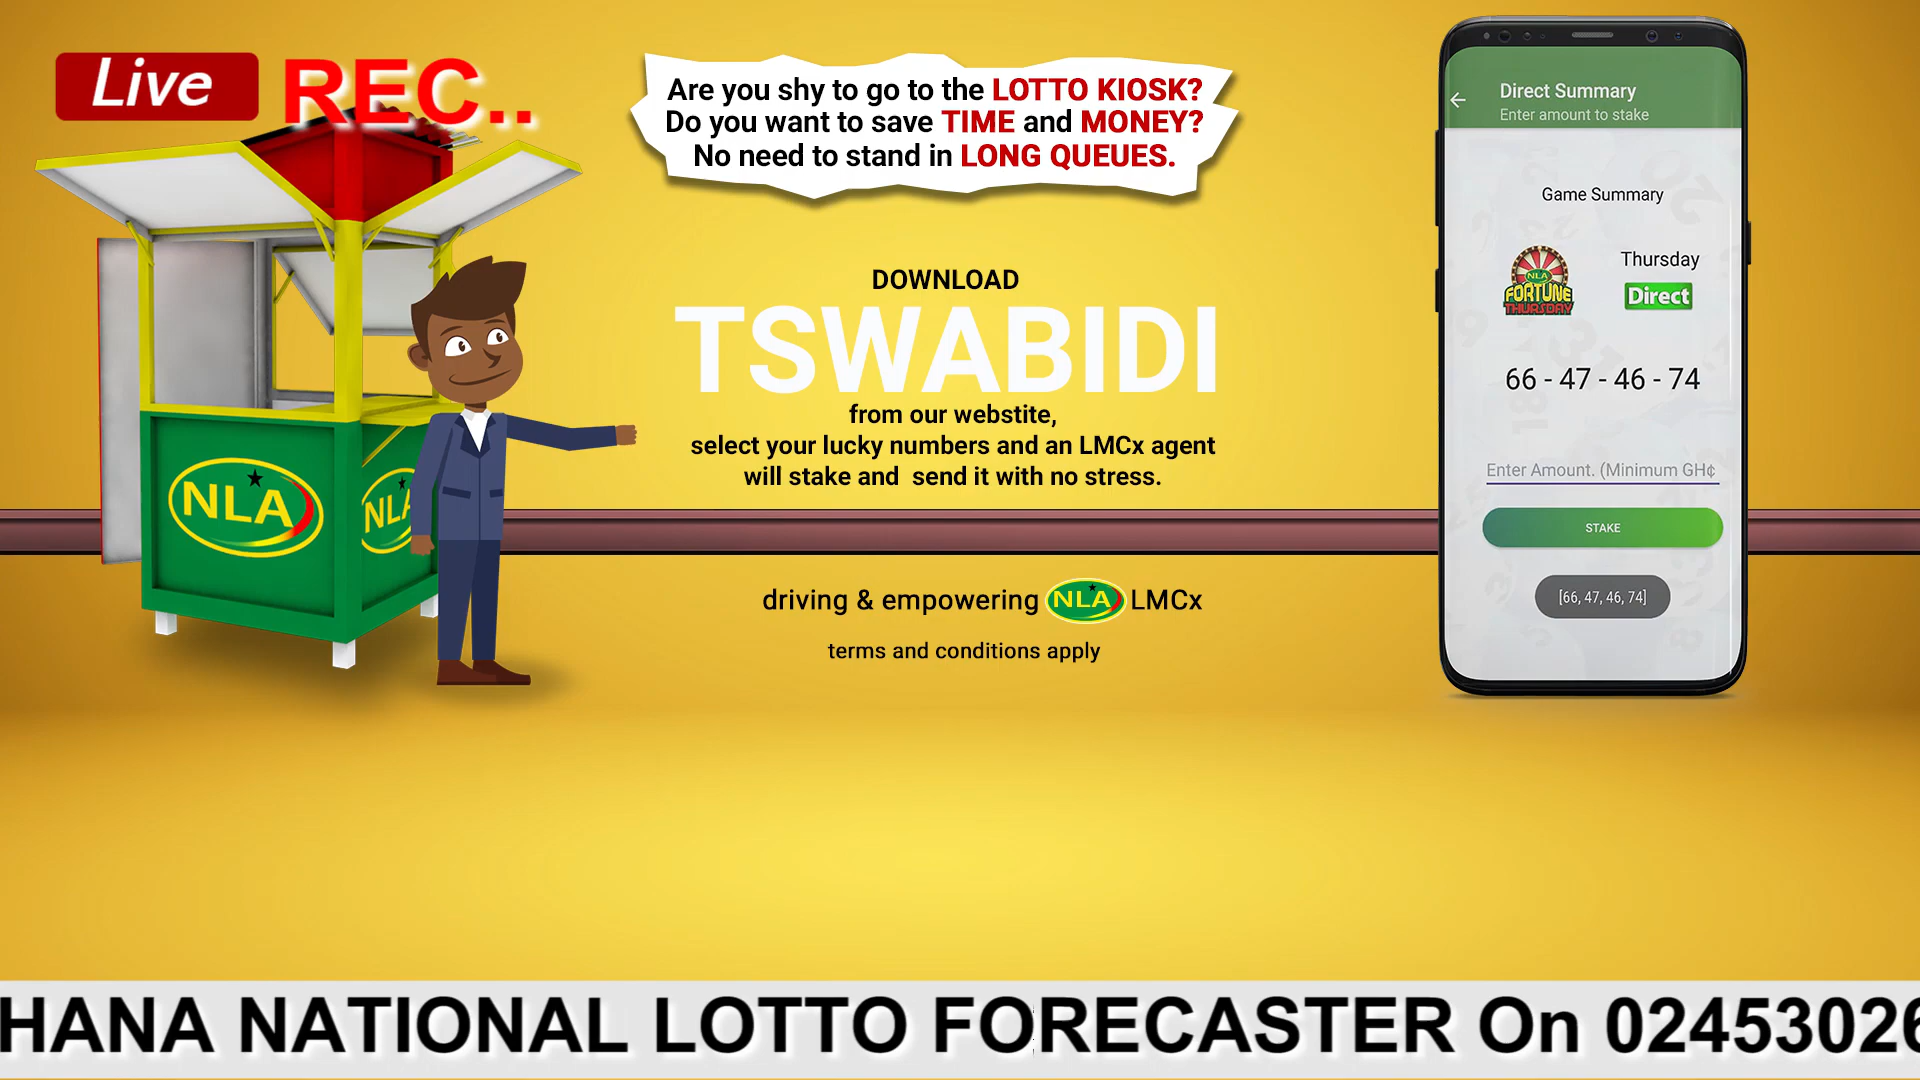 Live REC..
Are you shy to go to the LOTTO KIOSK?
Do you want to save TIME and MONEY?
No need to stand in LONG QUEUES.
DOWNLOAD
TSWABIDI
from our webstite,
select your lucky numbers and an LMCx agent
will stake and send it with no stress.
driving & empowering NLA LMCx
terms and conditions apply
NLA
NLA
Direct Summary
Enter amount to stake
Game Summary
NLA
FORTUNE
THURSDAY
Thursday
Direct
66 - 47 - 46 - 74
Enter Amount. (Minimum GH¢
STAKE
[66, 47, 46, 74]
HANA NATIONAL LOTTO FORECASTER On 02453026